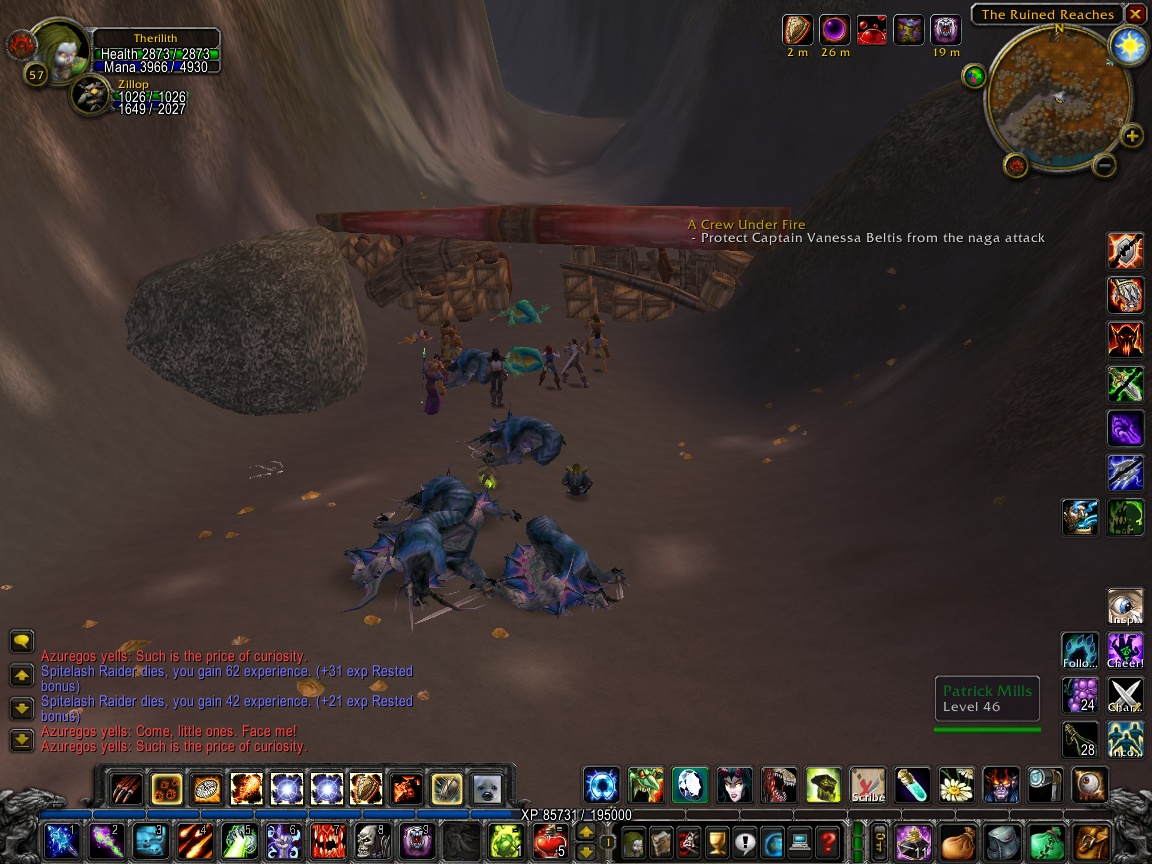 Therilith
Health 2873 / 2873
Mana 3966 / 4930
57
Zillop
1026 / 1026
1649 / 2027
2 m
26 m
19 m
The Ruined Reaches
N
A Crew Under Fire
- Protect Captain Vanessa Beltis from the naga attack
Azuregos yells: Such is the price of curiosity.
Spitelash Raider dies, you gain 62 experience. (+31 exp Rested
bonus)
Spitelash Raider dies, you gain 42 experience. (+21 exp Rested
bonus)
Azuregos yells: Come, little ones. Face me!
Azuregos yells: Such is the price of curiosity.
Patrick Mills
Level 46
Follo...
Cheer!
24
Char...
28
Scribe
XP 85731 / 195000
1
2
3
4
5
6
7
8
9
5
1
11